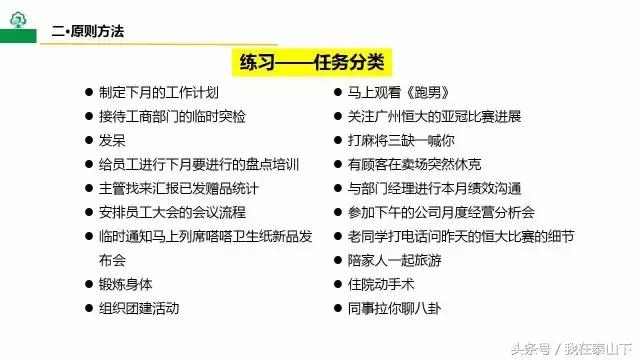 二•原则方法
练习——任务分类
● 制定下月的工作计划
● 接待工商部门的临时突检
● 发呆
● 给员工进行下月要进行的盘点培训
● 主管找来汇报已发赠品统计
● 安排员工大会的会议流程
● 临时通知马上列席嗒嗒卫生纸新品发
布会
● 锻炼身体
● 组织团建活动
● 马上观看《跑男》
● 关注广州恒大的亚冠比赛进展
● 打麻将三缺一喊你
● 有顾客在卖场突然休克
● 与部门经理进行本月绩效沟通
● 参加下午的公司月度经营分析会
● 老同学打电话问昨天的恒大比赛的细节
● 陪家人一起旅游
● 住院动手术
● 同事拉你聊八卦
头条号 / 我在泰山下